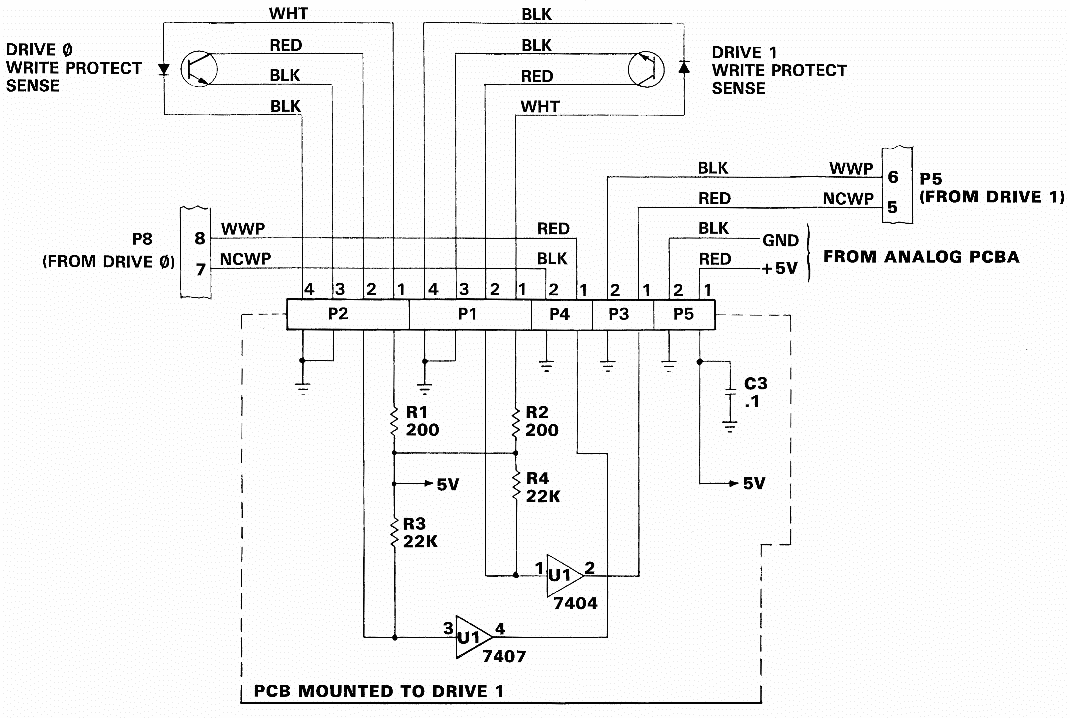 WHT
BLK
DRIVE 0
WRITE PROTECT
SENSE
RED
BLK
BLK
BLK
RED
WHT
DRIVE 1
WRITE PROTECT
SENSE
BLK
WWP
6
RED
NCWP
5
P5
(FROM DRIVE 1)
P8
(FROM DRIVE 0)
8
WWP
RED
7
NCWP
BLK
BLK
GND
RED
+5V
FROM ANALOG PCBA
4 3 2 1 4 3 2 1 2 1 2 1 2 1
P2 P1 P4 P3 P5
R1
200
R2
200
C3
.1
5V
R4
22K
5V
R3
22K
1 U1 2
7404
3 U1 4
7407
PCB MOUNTED TO DRIVE 1